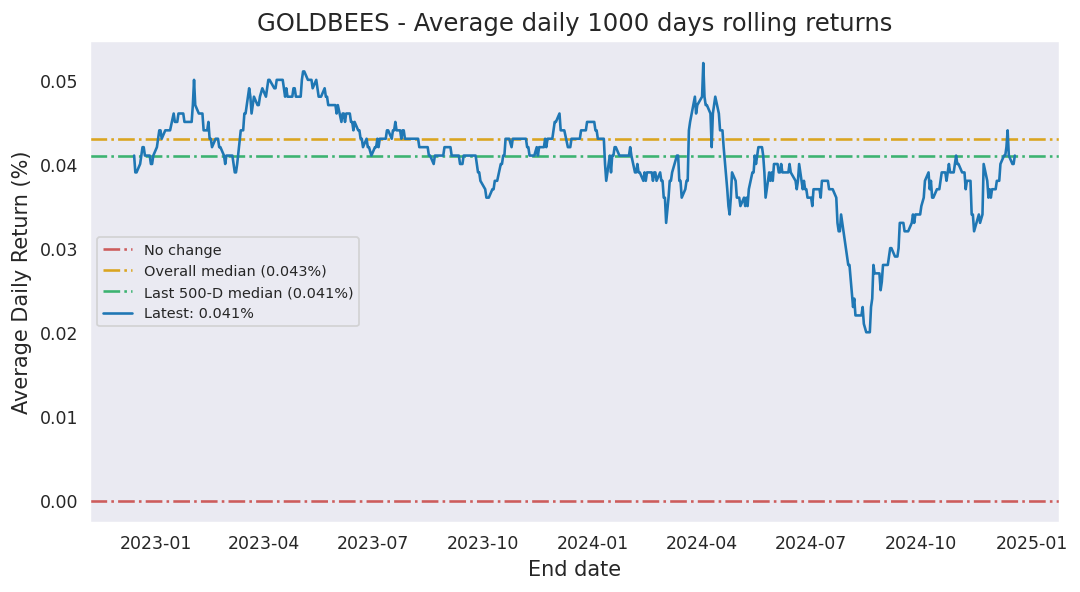 GOLDBEES - Average daily 1000 days rolling returns
Average Daily Return (%)
0.05
0.04
0.03
0.02
0.01
0.00
No change
Overall median (0.043%)
Last 500-D median (0.041%)
Latest: 0.041%
2023-01 2023-04 2023-07 2023-10 2024-01 2024-04 2024-07 2024-10 2025-01
End date